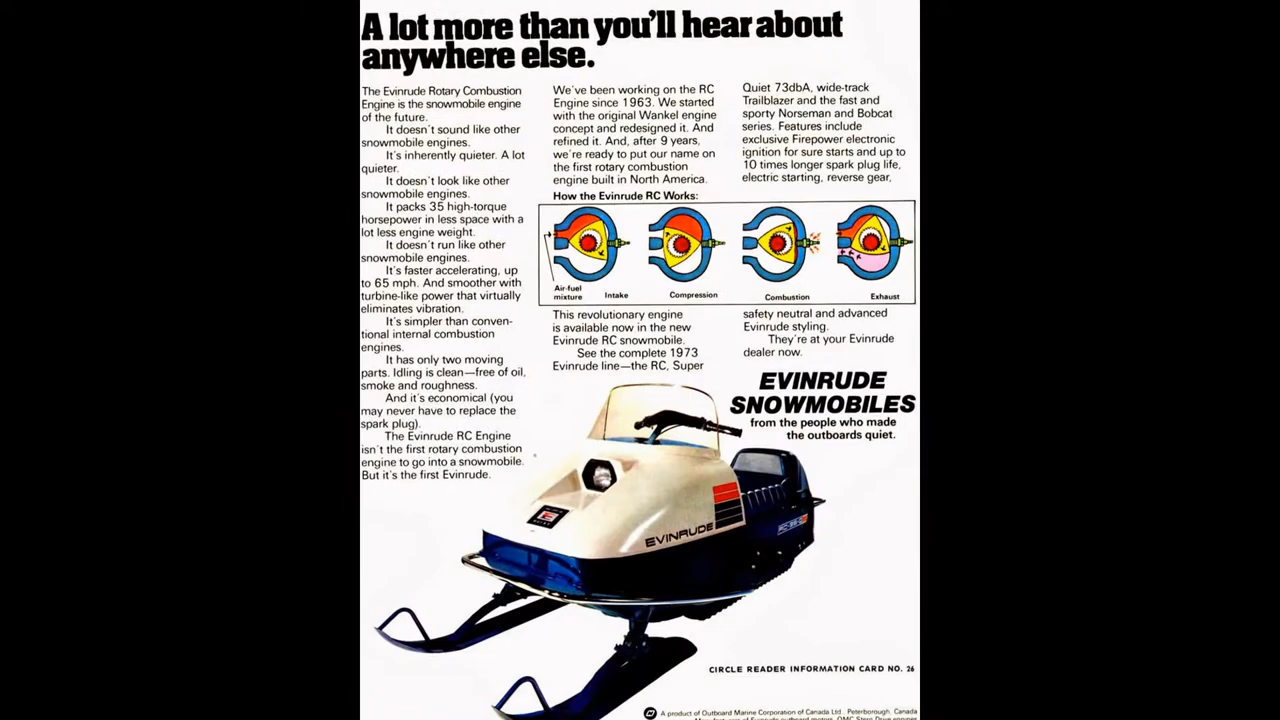 A lot more than you'll hear about
anywhere else.
The Evinrude Rotary Combustion
Engine is the snowmobile engine
of the future.
It doesn't sound like other
snowmobile engines.
It's inherently quieter. A lot
quieter.
It doesn't look like other
snowmobile engines.
It packs 35 high-torque
horsepower in less space with a
lot less engine weight.
It doesn't run like other
snowmobile engines.
It's faster accelerating, up
to 65 mph. And smoother with
turbine-like power that virtually
eliminates vibration.
It's simpler than conven-
tional internal combustion
engines.
It has only two moving
parts. Idling is clean—free of oil,
smoke and roughness.
And it's economical (you
may never have to replace the
spark plug).
The Evinrude RC Engine
isn't the first rotary combustion
engine to go into a snowmobile.
But it's the first Evinrude.
We've been working on the RC
Engine since 1963. We started
with the original Wankel engine
concept and redesigned it. And
refined it. And, after 9 years,
we're ready to put our name on
the first rotary combustion
engine built in North America.
Quiet 73dbA, wide-track
Trailblazer and the fast and
sporty Norseman and Bobcat
series. Features include
exclusive Firepower electronic
ignition for sure starts and up to
10 times longer spark plug life,
electric starting, reverse gear,
How the Evinrude RC Works:
Air-fuel
mixture
Intake
Compression
Combustion
Exhaust
This revolutionary engine
is available now in the new
Evinrude RC snowmobile.
See the complete 1973
Evinrude line—the RC, Super
safety neutral and advanced
Evinrude styling.
They're at your Evinrude
dealer now.
EVINRUDE
SNOWMOBILES
from the people who made
the outboards quiet.
E
EVINRUDE
CIRCLE READER INFORMATION CARD NO. 26
A product of Outboard Marine Corporation of Canada Ltd. Peterborough, Canada
Manufacturers of Evinrude outboard motors, OMC Stern Drive engines